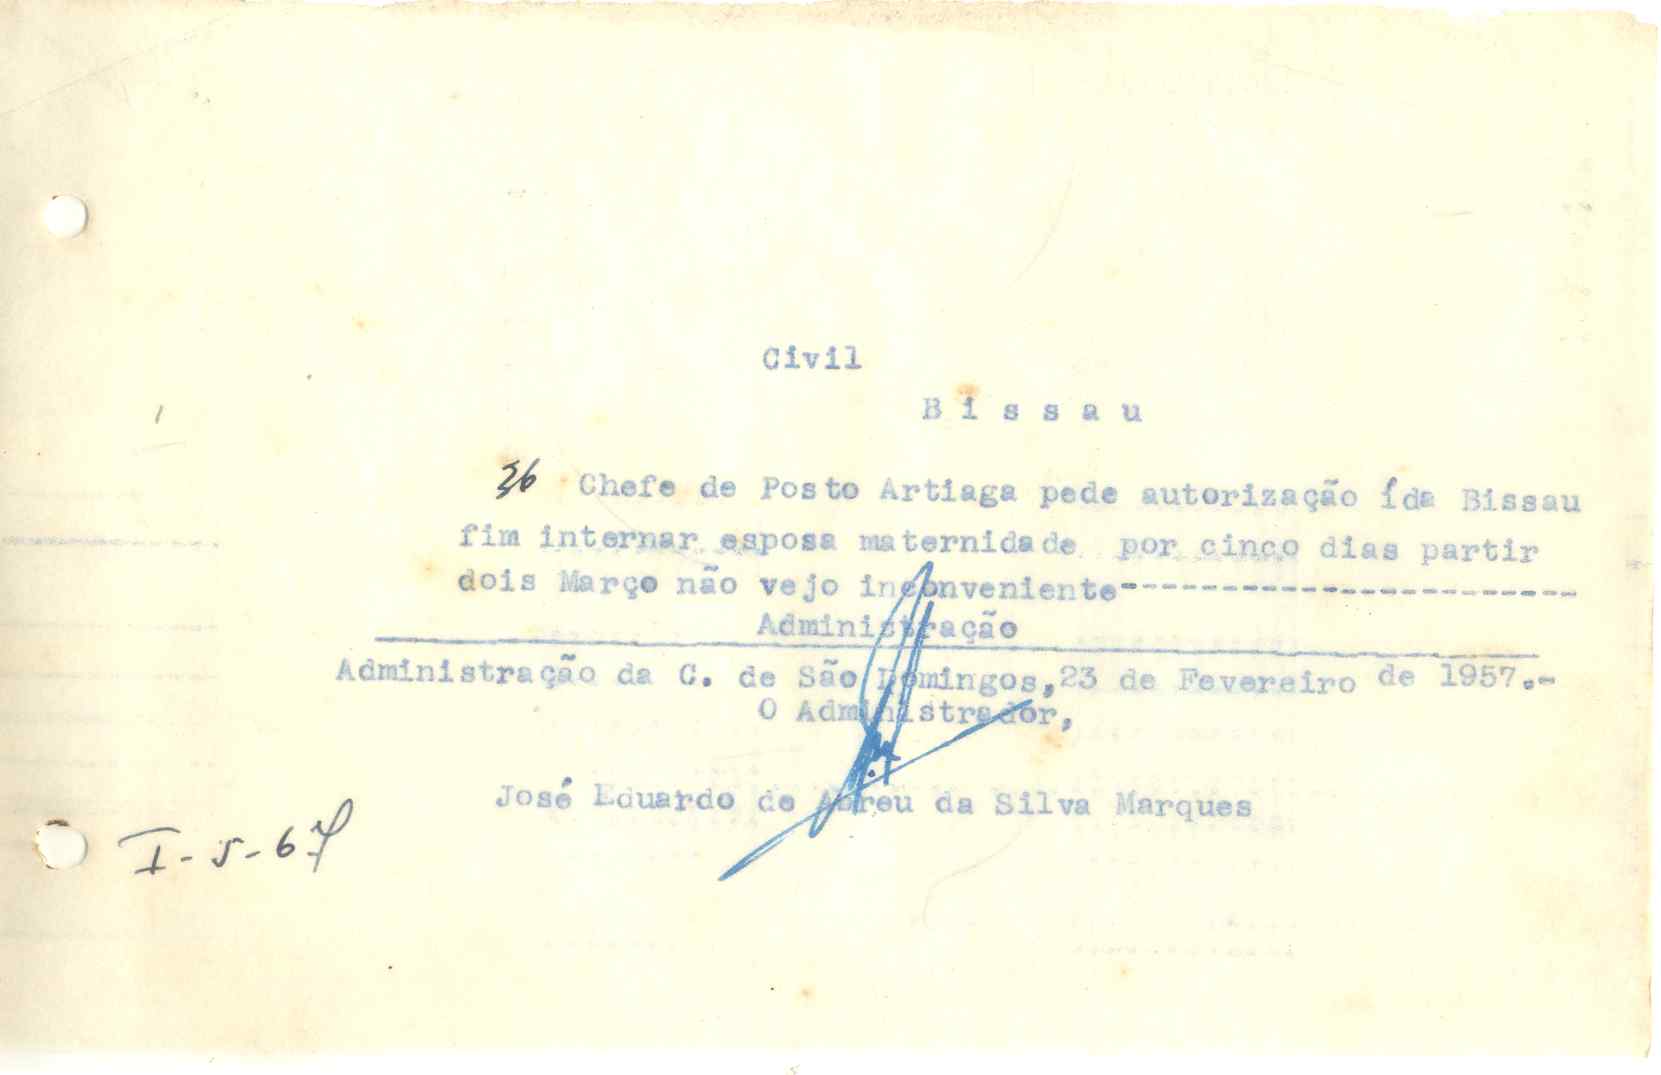 Civil
B i s s a u
36 Chefe de Posto Artiaga pede autorização ída Bissau
fim internar esposa maternidade por cinco dias partir
dois Março não vejo inconveniente-----------------------
Administração
Administração da C. de São Domingos,23 de Fevereiro de 1957.-
O Administrador,
José Eduardo de Abreu da Silva Marques
I-5-67